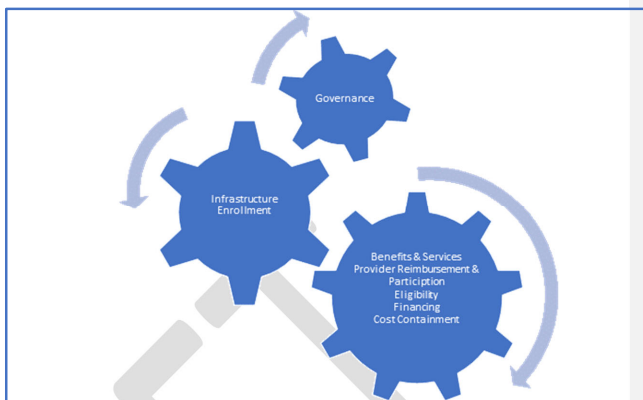 Governance
Infrastructure
Enrollment
Benefits & Services
Provider Reimbursement &
Particiption
Eligibility
Financing
Cost Containment